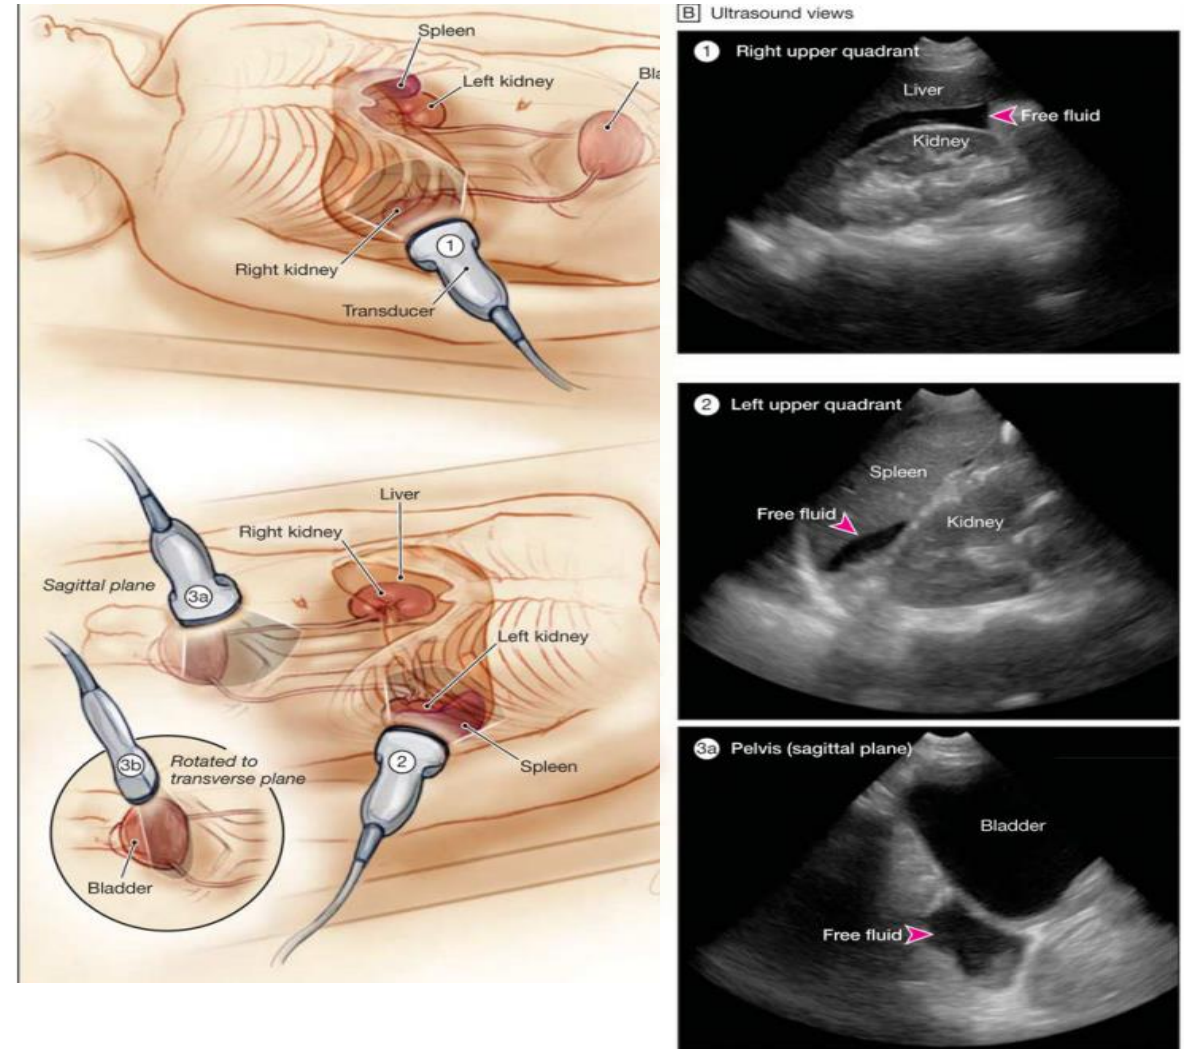 Spleen
Left kidney
Right kidney
1
Transducer
Liver
Right kidney
Sagittal plane
3a
Left kidney
3b
Rotated to
transverse plane
2
Spleen
Bladder
B Ultrasound views
1 Right upper quadrant
Liver
Free fluid
Kidney
2 Left upper quadrant
Spleen
Free fluid
Kidney
3a Pelvis (sagittal plane)
Bladder
Free fluid